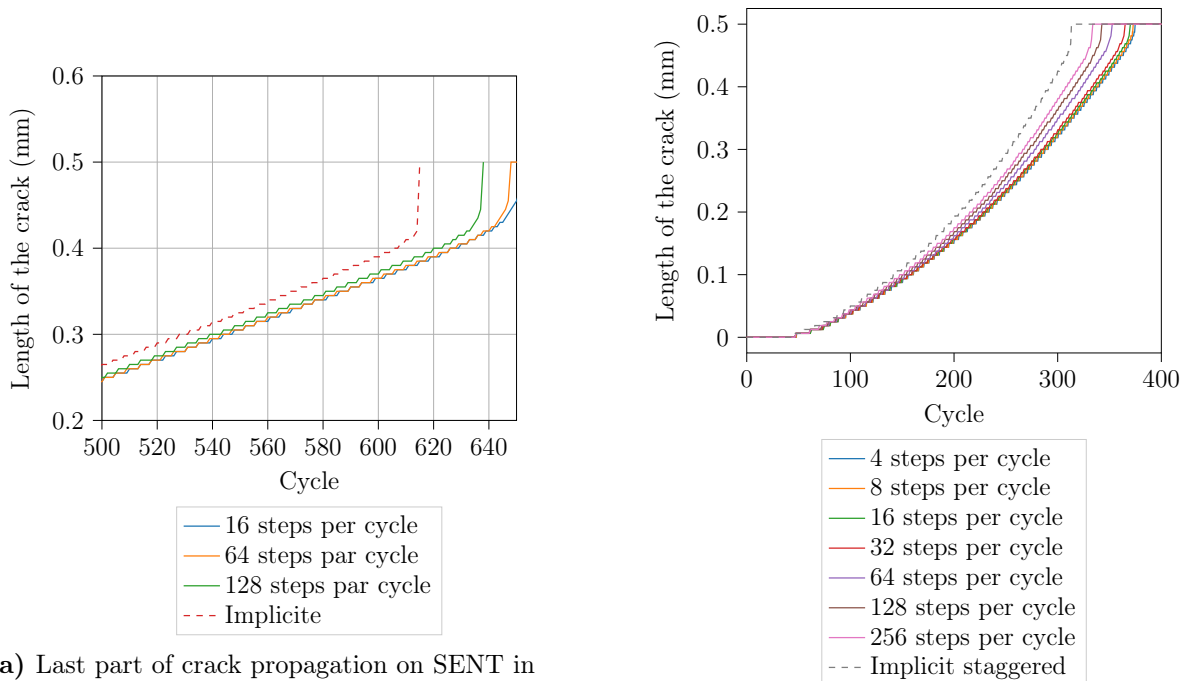 0.6
0.5
0.4
0.3
0.2
Length of the crack (mm)
500 520 540 560 580 600 620 640
Cycle
16 steps per cycle
64 steps par cycle
128 steps par cycle
Implicite
a) Last part of crack propagation on SENT in
0.5
0.4
0.3
0.2
0.1
0
Length of the crack (mm)
0 100 200 300 400
Cycle
4 steps per cycle
8 steps per cycle
16 steps per cycle
32 steps per cycle
64 steps per cycle
128 steps per cycle
256 steps per cycle
Implicit staggered